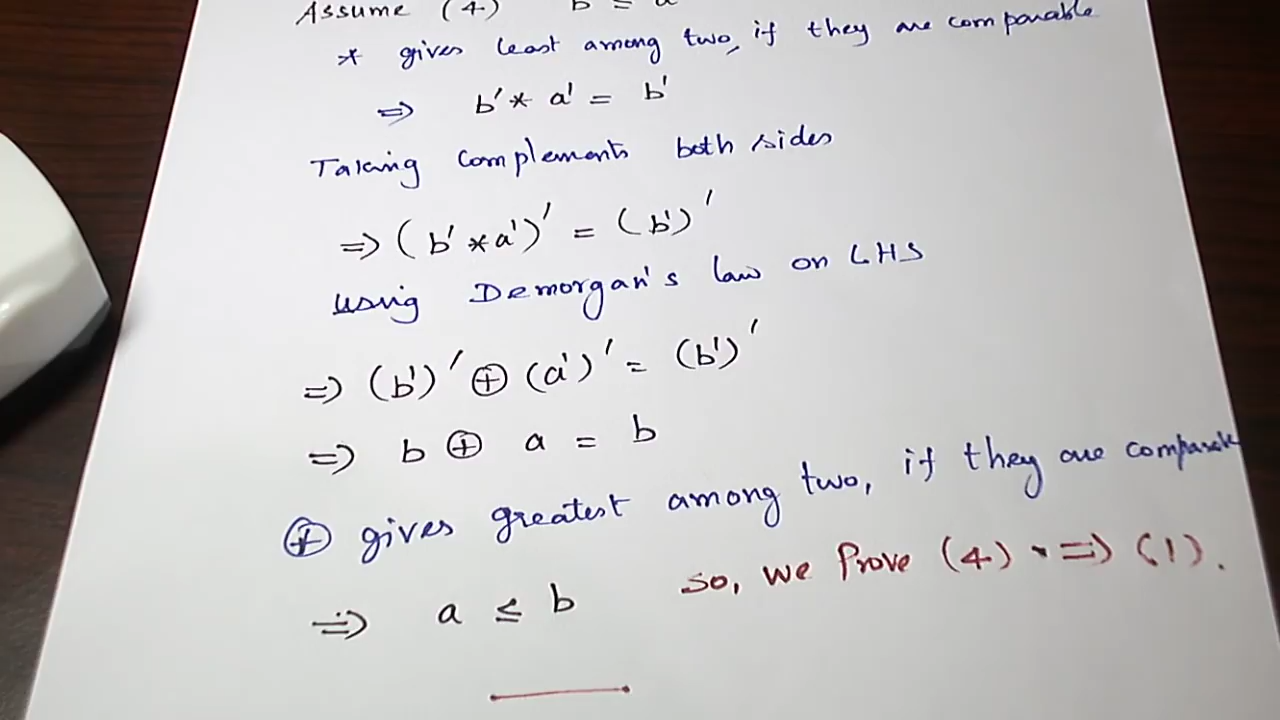 Assume (4) b' ≤ a'
* gives least among two, if they are comparable
⇒ b' * a' = b'
Taking complements both sides
⇒ (b' * a')' = (b')'
using Demorgan's law on LHS
⇒ (b')' ⊕ (a')' = (b')'
⇒ b ⊕ a = b
⊕ gives greatest among two, if they are comparable
⇒ a ≤ b so, we Prove (4) ⇒ (1).